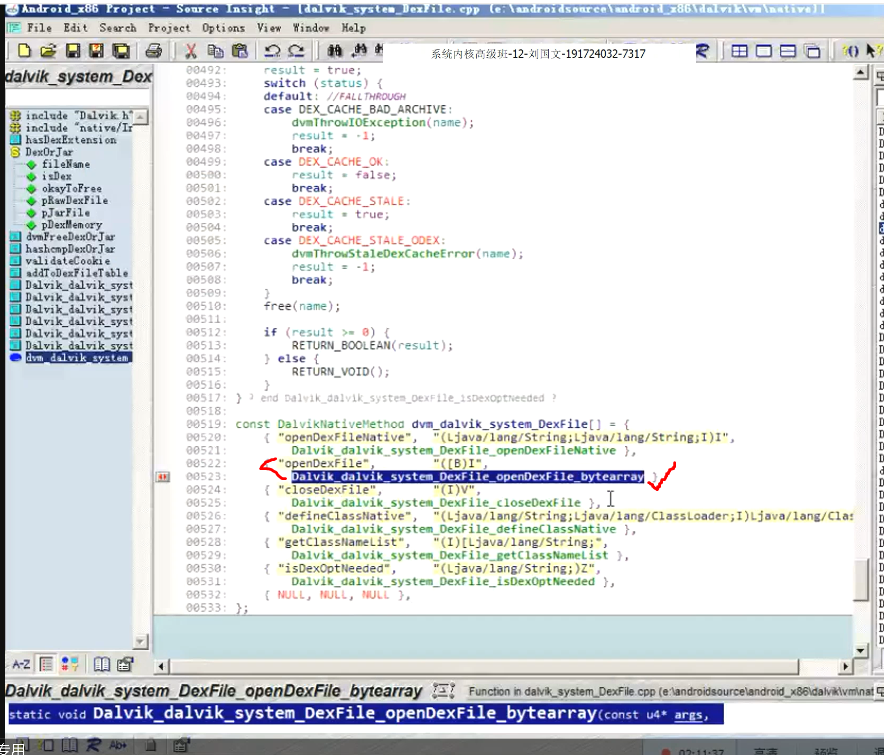 Android_x86 Project - Source Insight - [dalvik_system_DexFile.cpp (e:\androidsource\android_x86\dalvik\vm\native)]
File Edit Search Project Options View Window Help
系统内核高级班-12-刘国文-191724032-7317
dalvik_system_Dex
include "Dalvik.h"
include "native/Ir
hasDexExtension
DexOrJar
fileName
isDex
okayToFree
pRawDexFile
pJarFile
pDexMemory
dvmFreeDexOrJar
hashcmpDexOrJar
validateCookie
addToDexFileTable
Dalvik_dalvik_syst
Dalvik_dalvik_syst
Dalvik_dalvik_syst
Dalvik_dalvik_syst
Dalvik_dalvik_syst
Dalvik_dalvik_syst
dvm_dalvik_system_
A-Z
00492: result = true;
00493: switch (status) {
00494: default: //FALLTHROUGH
00495: case DEX_CACHE_BAD_ARCHIVE:
00496: dvmThrowIOException(name);
00497: result = -1;
00498: break;
00499: case DEX_CACHE_OK:
00500: result = false;
00501: break;
00502: case DEX_CACHE_STALE:
00503: result = true;
00504: break;
00505: case DEX_CACHE_STALE_ODEX:
00506: dvmThrowStaleDexCacheError(name);
00507: result = -1;
00508: break;
00509: }
00510: free(name);
00511:
00512: if (result >= 0) {
00513: RETURN_BOOLEAN(result);
00514: } else {
00515: RETURN_VOID();
00516: }
00517: } ? end Dalvik_dalvik_system_DexFile_isDexOptNeeded ?
00518:
00519: const DalvikNativeMethod dvm_dalvik_system_DexFile[] = {
00520: { "openDexFileNative", "(Ljava/lang/String;Ljava/lang/String;I)I",
00521: Dalvik_dalvik_system_DexFile_openDexFileNative },
00522: "openDexFile", "([B)I",
00523: Dalvik_dalvik_system_DexFile_openDexFile_bytearray },
00524: { "closeDexFile", "(I)V",
00525: Dalvik_dalvik_system_DexFile_closeDexFile },
00526: { "defineClassNative", "(Ljava/lang/String;Ljava/lang/ClassLoader;I)Ljava/lang/Clas
00527: Dalvik_dalvik_system_DexFile_defineClassNative },
00528: { "getClassNameList", "(I)[Ljava/lang/String;",
00529: Dalvik_dalvik_system_DexFile_getClassNameList },
00530: { "isDexOptNeeded", "(Ljava/lang/String;)Z",
00531: Dalvik_dalvik_system_DexFile_isDexOptNeeded },
00532: { NULL, NULL, NULL },
00533: };
Dalvik_dalvik_system_DexFile_openDexFile_bytearray Function in dalvik_system_DexFile.cpp (e:\androidsource\android_x86\dalvik\vm\nat
static void Dalvik_dalvik_system_DexFile_openDexFile_bytearray(const u4* args,
专用
02:11:37